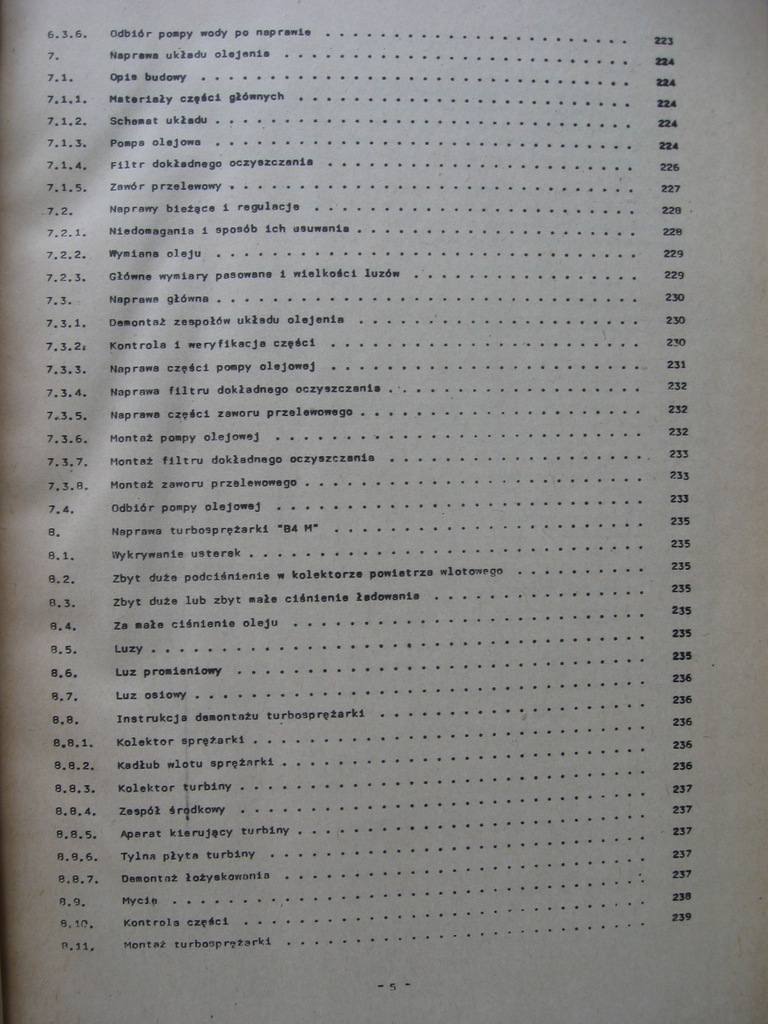 6.3.6. Odbiór pompy wody po naprawie . . . . . . . . . . . . . . . . . . . . 223
7. Naprawa układu olejenia . . . . . . . . . . . . . . . . . . . . 224
7.1. Opis budowy . . . . . . . . . . . . . . . . . . . . 224
7.1.1. Materiały części głównych . . . . . . . . . . . . . . . . . . . . 224
7.1.2. Schemat układu . . . . . . . . . . . . . . . . . . . . 224
7.1.3. Pompa olejowa . . . . . . . . . . . . . . . . . . . . 224
7.1.4. Filtr dokładnego oczyszczania . . . . . . . . . . . . . . . . . . . . 226
7.1.5. Zawór przelewowy . . . . . . . . . . . . . . . . . . . . 227
7.2. Naprawy bieżące i regulacje . . . . . . . . . . . . . . . . . . . . 228
7.2.1. Niedomagania i sposób ich usuwania . . . . . . . . . . . . . . . . . . . . 228
7.2.2. Wymiana oleju . . . . . . . . . . . . . . . . . . . . 229
7.2.3. Główne wymiary pasowane i wielkości luzów . . . . . . . . . . . . . . . . 229
7.3. Naprawa główna . . . . . . . . . . . . . . . . . . . . 230
7.3.1. Demontaż zespołów układu olejenia . . . . . . . . . . . . . . . . . . . . 230
7.3.2. Kontrola i weryfikacja części . . . . . . . . . . . . . . . . . . . . 230
7.3.3. Naprawa części pompy olejowej . . . . . . . . . . . . . . . . . . . . 231
7.3.4. Naprawa filtru dokładnego oczyszczania . . . . . . . . . . . . . . . . . . 232
7.3.5. Naprawa części zaworu przelewowego . . . . . . . . . . . . . . . . . . . . 232
7.3.6. Montaż pompy olejowej . . . . . . . . . . . . . . . . . . . . 232
7.3.7. Montaż filtru dokładnego oczyszczania . . . . . . . . . . . . . . . . . . 233
7.3.8. Montaż zaworu przelewowego . . . . . . . . . . . . . . . . . . . . 233
7.4. Odbiór pompy olejowej . . . . . . . . . . . . . . . . . . . . 233
8. Naprawa turbosprężarki "B4 M" . . . . . . . . . . . . . . . . . . . . 235
8.1. Wykrywanie usterek . . . . . . . . . . . . . . . . . . . . 235
8.2. Zbyt duże podciśnienie w kolektorze powietrza wlotowego . . . . . . . . . . 235
8.3. Zbyt duże lub zbyt małe ciśnienie ładowania . . . . . . . . . . . . . . . 235
8.4. Za małe ciśnienie oleju . . . . . . . . . . . . . . . . . . . . 235
8.5. Luzy . . . . . . . . . . . . . . . . . . . . 235
8.6. Luz promieniowy . . . . . . . . . . . . . . . . . . . . 235
8.7. Luz osiowy . . . . . . . . . . . . . . . . . . . . 236
8.8. Instrukcja demontażu turbosprężarki . . . . . . . . . . . . . . . . . . . . 236
8.8.1. Kolektor sprężarki . . . . . . . . . . . . . . . . . . . . 236
8.8.2. Kadłub wlotu sprężarki . . . . . . . . . . . . . . . . . . . . 236
8.8.3. Kolektor turbiny . . . . . . . . . . . . . . . . . . . . 236
8.8.4. Zespół środkowy . . . . . . . . . . . . . . . . . . . . 237
8.8.5. Aparat kierujący turbiny . . . . . . . . . . . . . . . . . . . . 237
8.8.6. Tylna płyta turbiny . . . . . . . . . . . . . . . . . . . . 237
8.8.7. Demontaż łożyskowania . . . . . . . . . . . . . . . . . . . . 237
8.9. Mycie . . . . . . . . . . . . . . . . . . . . 237
8.10. Kontrola części . . . . . . . . . . . . . . . . . . . . 238
8.11. Montaż turbosprężarki . . . . . . . . . . . . . . . . . . . . 239
- 5 -